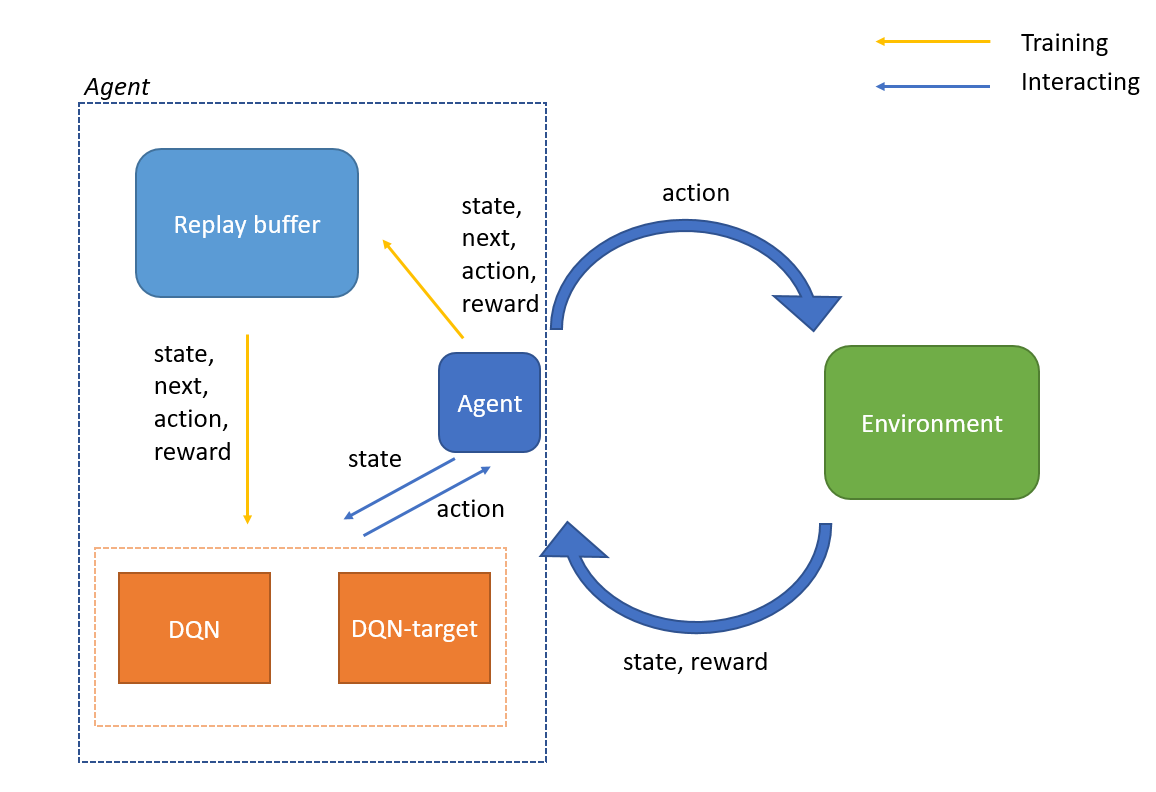 Training
Interacting
Agent
Replay buffer
state,
next,
action,
reward
action
state,
next,
action,
reward
Agent
Environment
state
action
DQN
DQN-target
state, reward